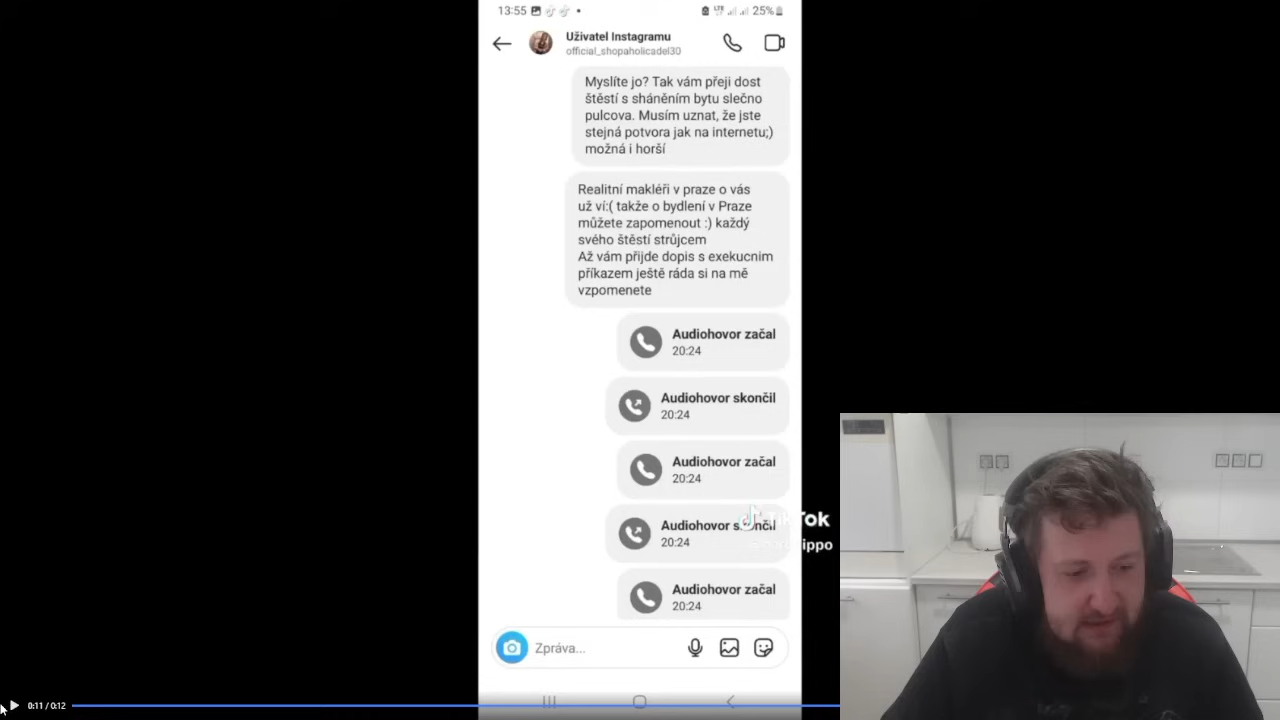 13:55
LTE
25%
Uživatel Instagramu
official_shopaholicadel30
Myslíte jo? Tak vám přeji dost
štěstí s sháněním bytu slečno
pulcova. Musím uznat, že jste
stejná potvora jak na internetu;)
možná i horší
Realitní makléři v praze o vás
už ví:( takže o bydlení v Praze
můžete zapomenout :) každý
svého štěstí strůjcem
Až vám přijde dopis s exekucnim
příkazem ještě ráda si na mě
vzpomenete
Audiohovor začal
20:24
Audiohovor skončil
20:24
Audiohovor začal
20:24
Audiohovor skončil
20:24
TikTok
Audiohovor začal
20:24
Zpráva...
0:11 / 0:12